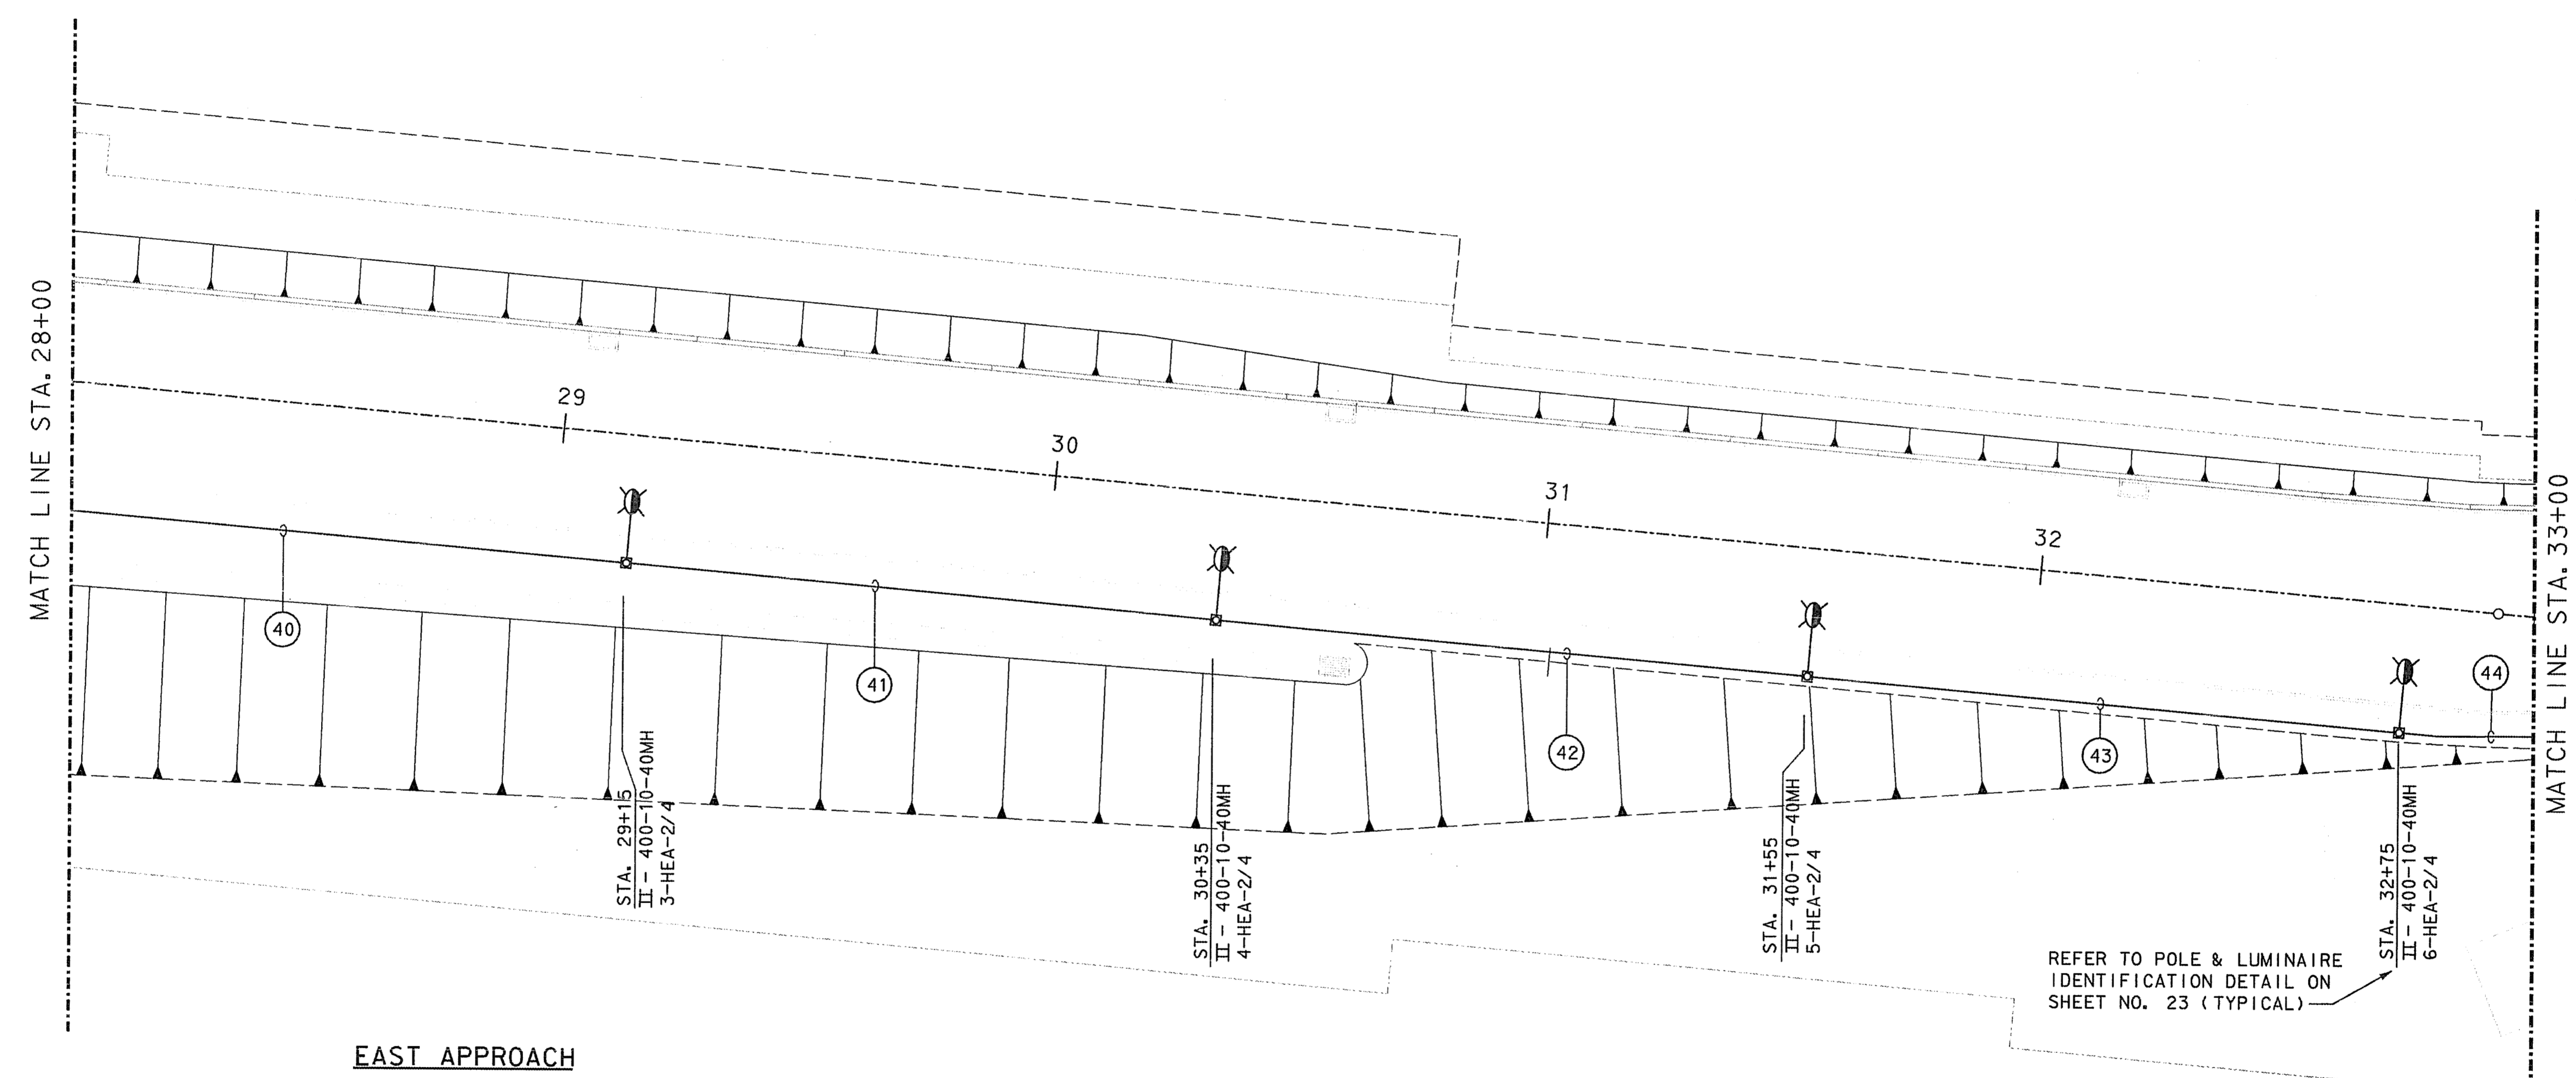 MATCH LINE STA. 28+00
29
30
31
32
MATCH LINE STA. 33+00
40
41
42
43
44
STA. 29+15
II - 400-10-40MH
3-HEA-2/4
STA. 30+35
II - 400-10-40MH
4-HEA-2/4
STA. 31+55
II - 400-10-40MH
5-HEA-2/4
STA. 32+75
II - 400-10-40MH
6-HEA-2/4
REFER TO POLE & LUMINAIRE
IDENTIFICATION DETAIL ON
SHEET NO. 23 (TYPICAL)
EAST APPROACH